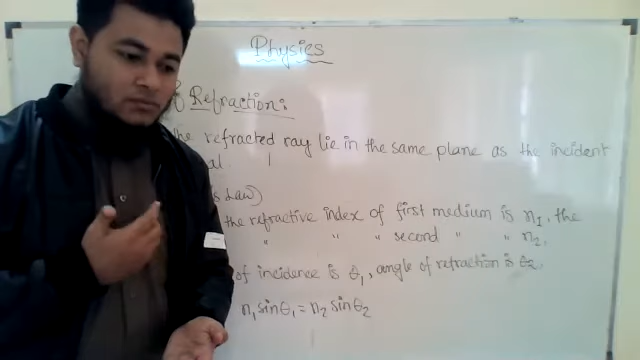 Physics
f Refraction:
the refracted ray lie in the same plane as the incident
al
s Law)
the refractive index of first medium is n1, the
" " " second " " n2,
of incidence is θ1, angle of refraction is θ2.
n1 sinθ1 = n2 sinθ2